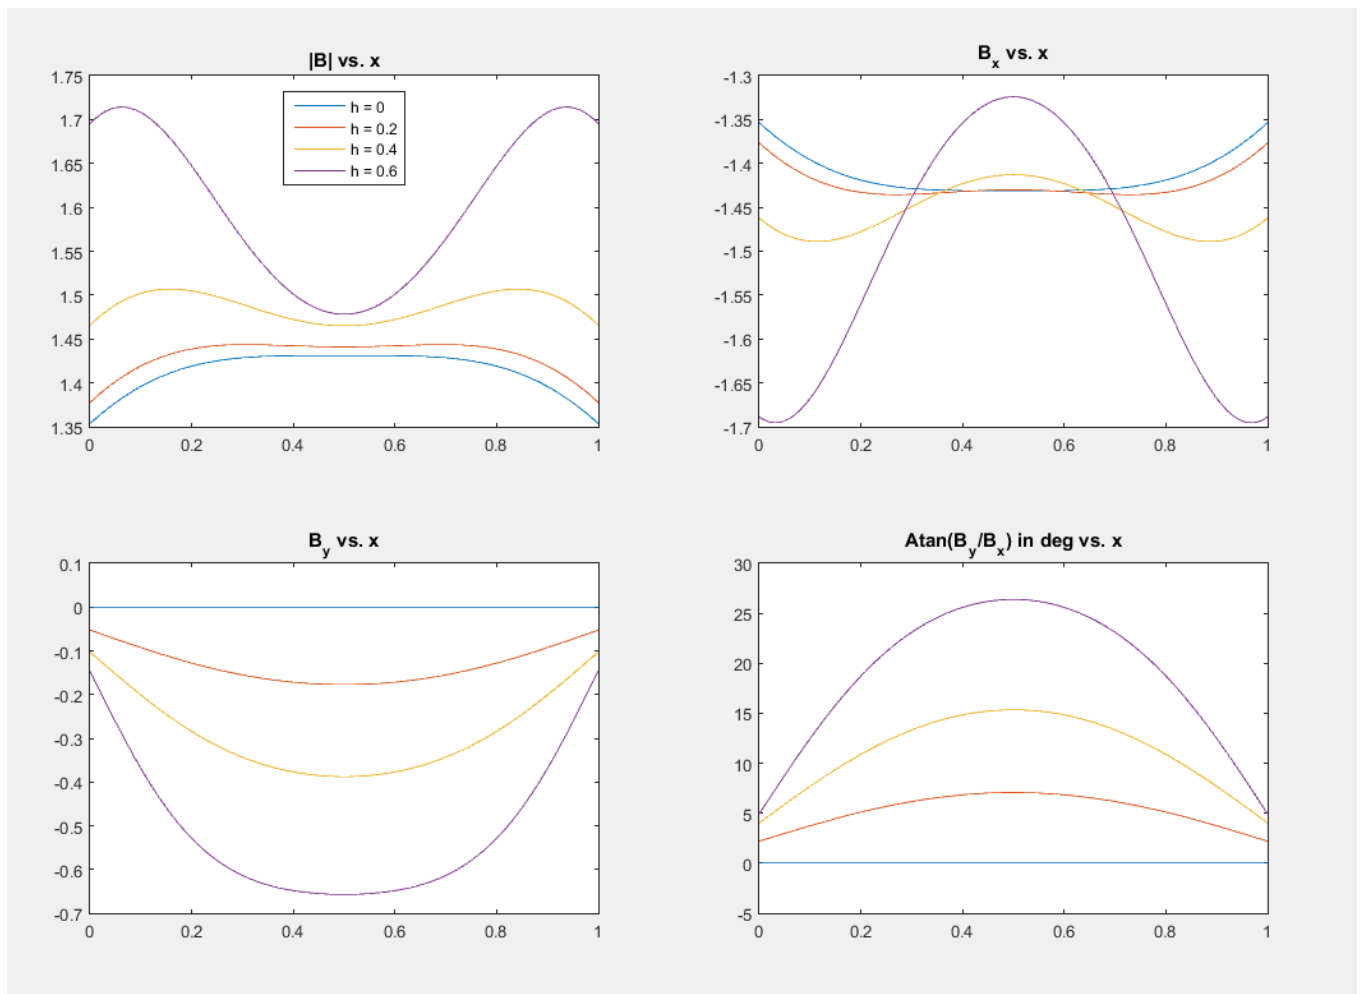 |B| vs. x
1.75
1.7
1.65
1.6
1.55
1.5
1.45
1.4
1.35
0 0.2 0.4 0.6 0.8 1
h = 0
h = 0.2
h = 0.4
h = 0.6
Bx vs. x
-1.3
-1.35
-1.4
-1.45
-1.5
-1.55
-1.6
-1.65
-1.7
0 0.2 0.4 0.6 0.8 1
By vs. x
0.1
0
-0.1
-0.2
-0.3
-0.4
-0.5
-0.6
-0.7
0 0.2 0.4 0.6 0.8 1
Atan(By/Bx) in deg vs. x
30
25
20
15
10
5
0
-5
0 0.2 0.4 0.6 0.8 1